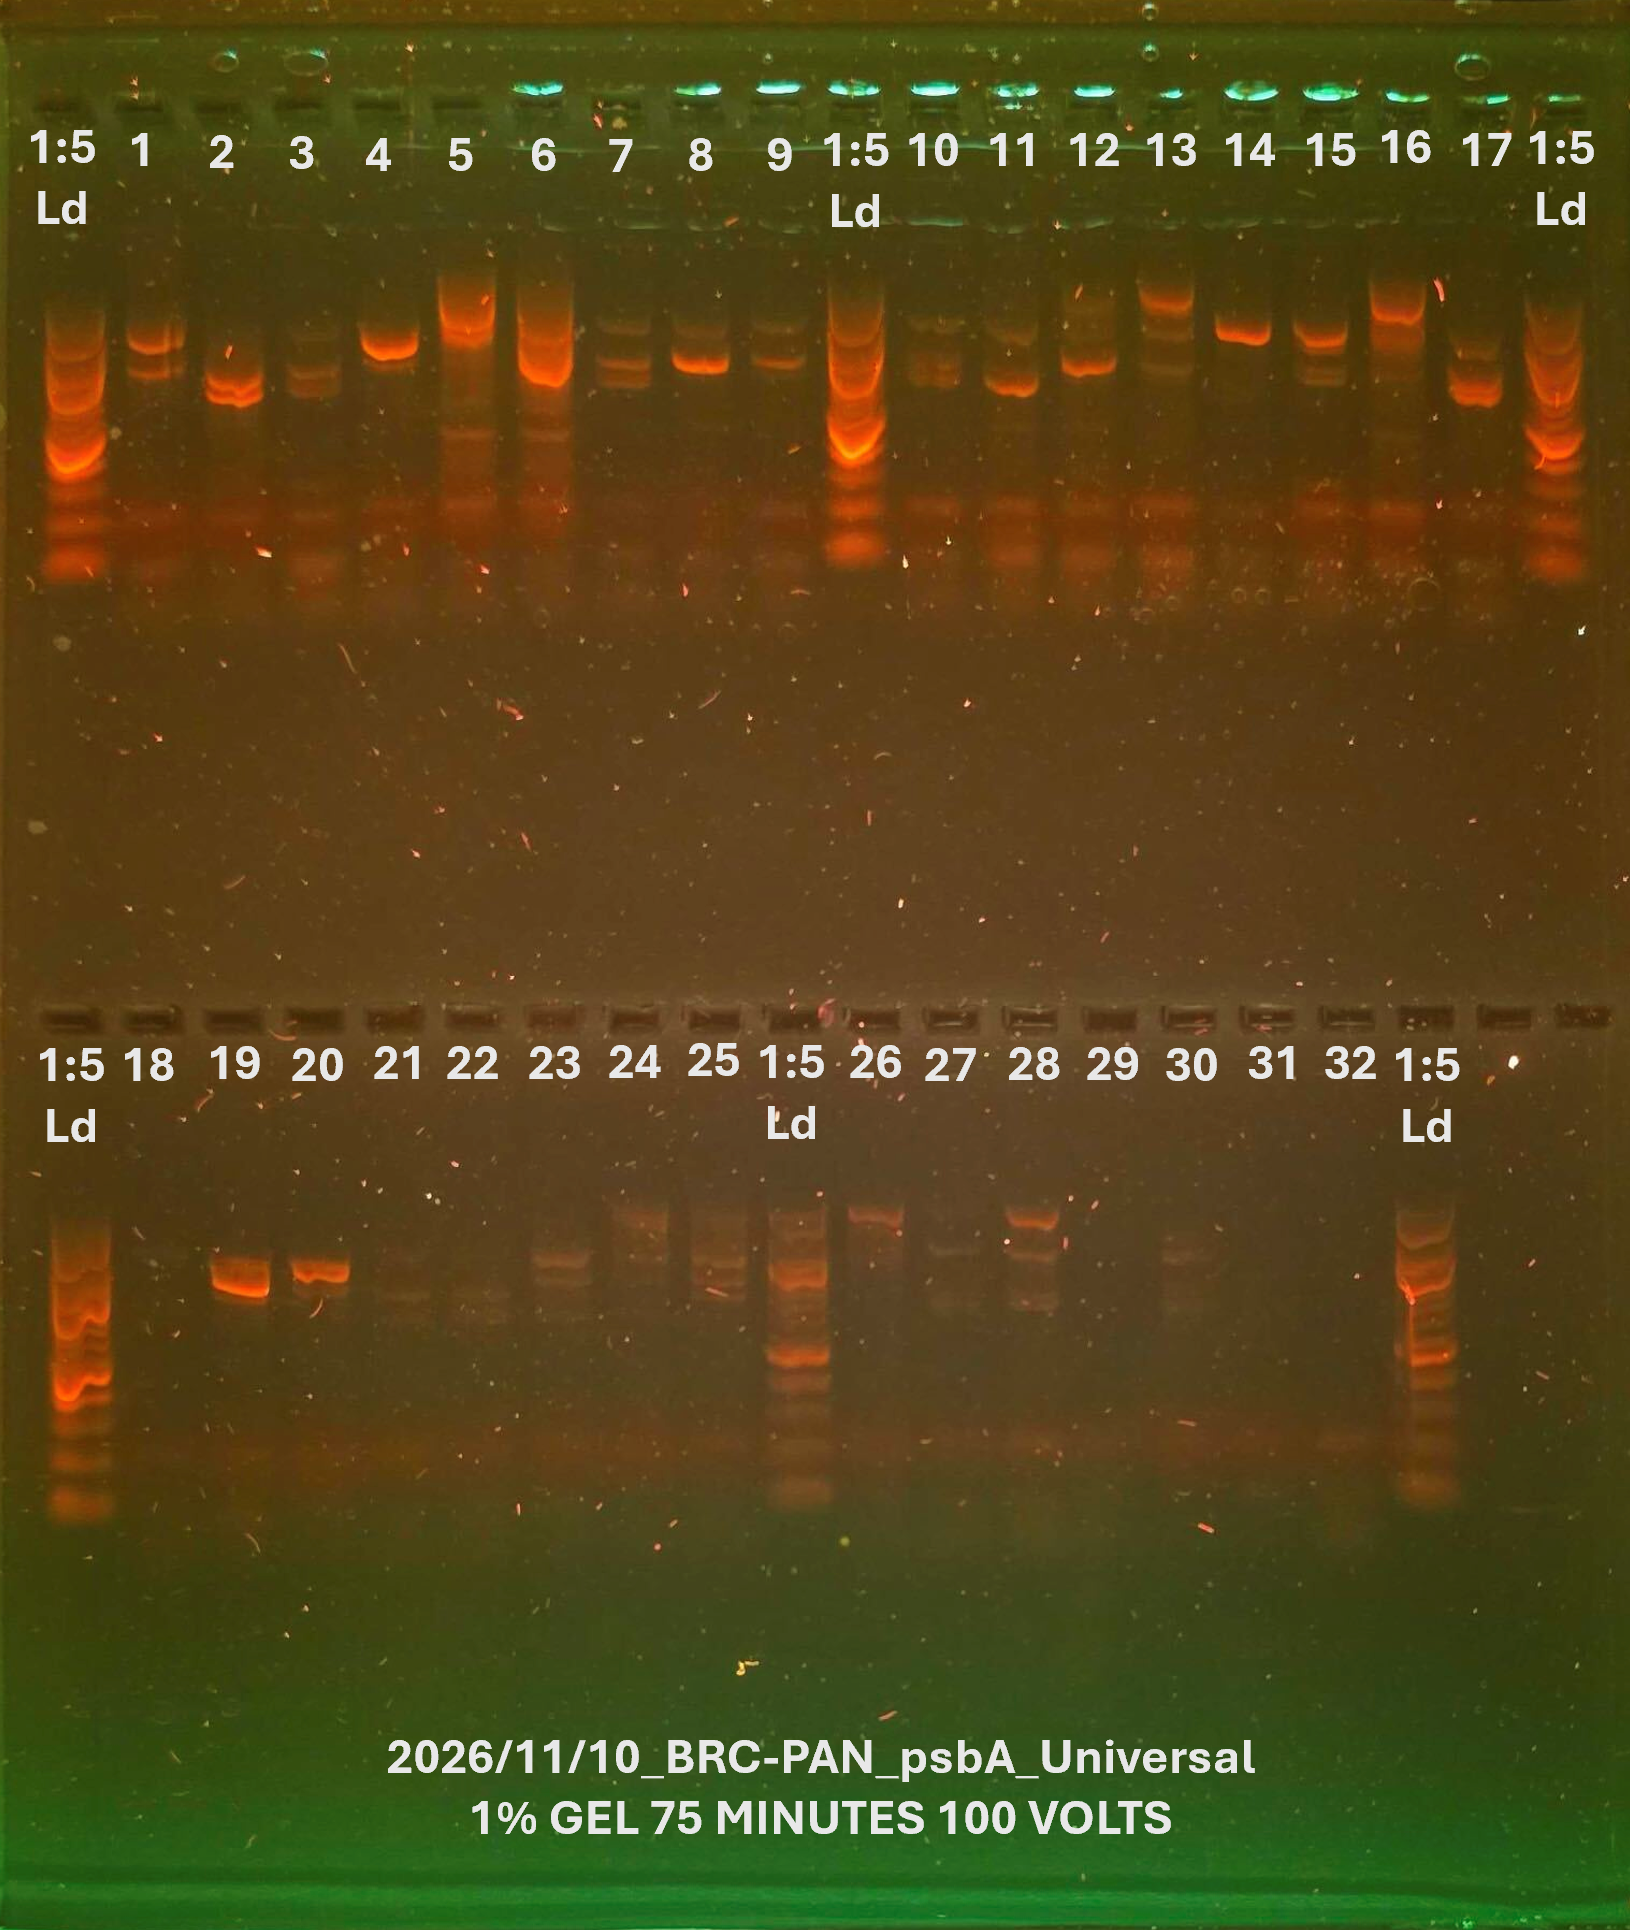 1:5 1 2 3 4 5 6 7 8 9 1:5 10 11 12 13 14 15 16 17 1:5
Ld Ld Ld
1:5 18 19 20 21 22 23 24 25 1:5 26 27 28 29 30 31 32 1:5
Ld Ld Ld
2026/11/10_BRC-PAN_psbA_Universal
1% GEL 75 MINUTES 100 VOLTS